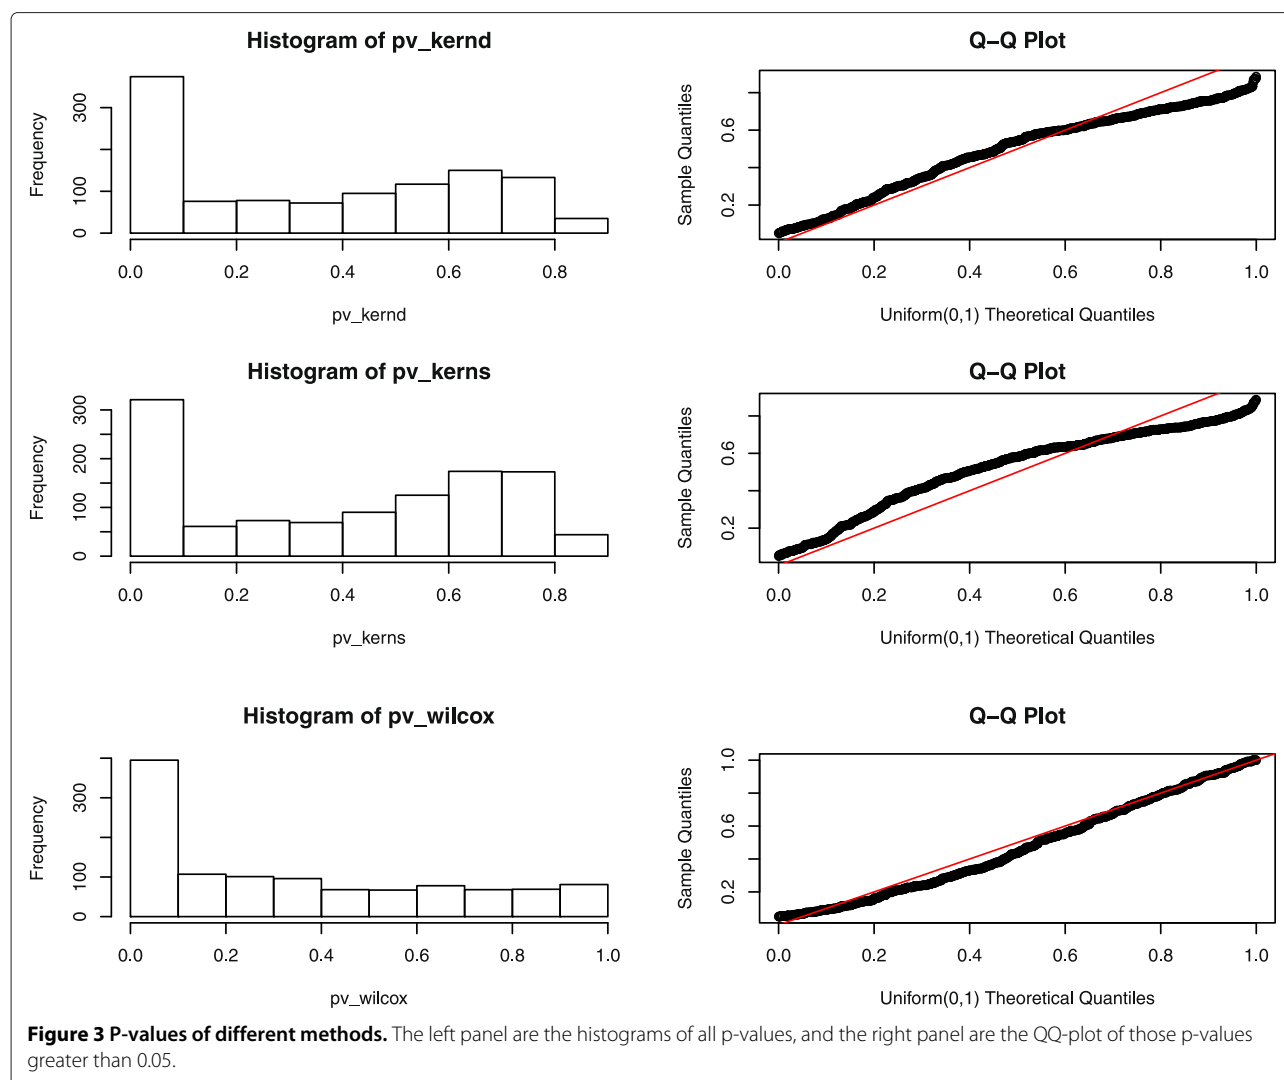 Histogram of pv_kernd
Frequency
0 100 300
0.0 0.2 0.4 0.6 0.8
pv_kernd
Q–Q Plot
Sample Quantiles
0.2 0.6
0.0 0.2 0.4 0.6 0.8 1.0
Uniform(0,1) Theoretical Quantiles
Histogram of pv_kerns
Frequency
0 100 200 300
0.0 0.2 0.4 0.6 0.8
pv_kerns
Q–Q Plot
Sample Quantiles
0.2 0.6
0.0 0.2 0.4 0.6 0.8 1.0
Uniform(0,1) Theoretical Quantiles
Histogram of pv_wilcox
Frequency
0 100 300
0.0 0.2 0.4 0.6 0.8 1.0
pv_wilcox
Q–Q Plot
Sample Quantiles
0.2 0.6 1.0
0.0 0.2 0.4 0.6 0.8 1.0
Uniform(0,1) Theoretical Quantiles
Figure 3 P-values of different methods. The left panel are the histograms of all p-values, and the right panel are the QQ-plot of those p-values
greater than 0.05.